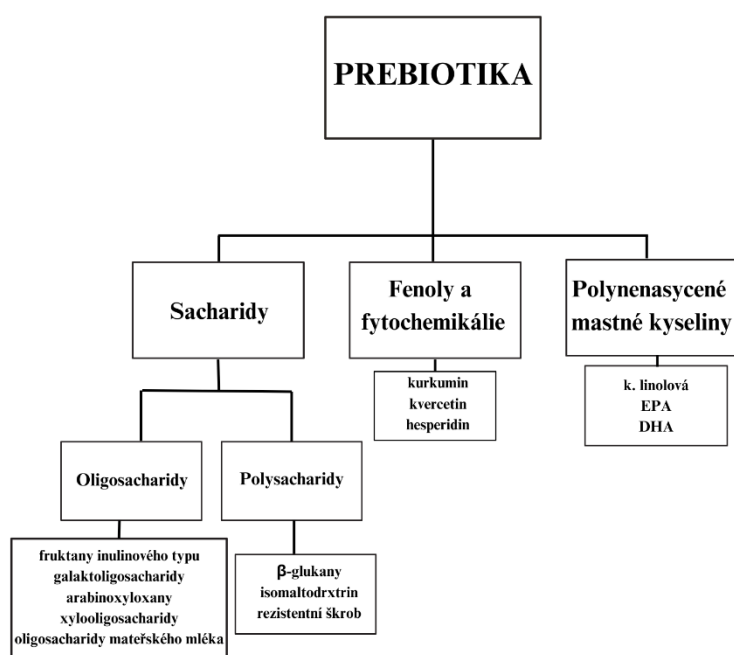 PREBIOTIKA
Sacharidy
Fenoly a
fytochemikálie
Polynenasycené
mastné kyseliny
kurkumin
kvercetin
hesperidin
k. linolová
EPA
DHA
Oligosacharidy
Polysacharidy
fruktany inulinového typu
galaktoligosacharidy
arabinoxyloxany
xylooligosacharidy
oligosacharidy mateřského mléka
β-glukany
isomaltodrxtrin
rezistentní škrob